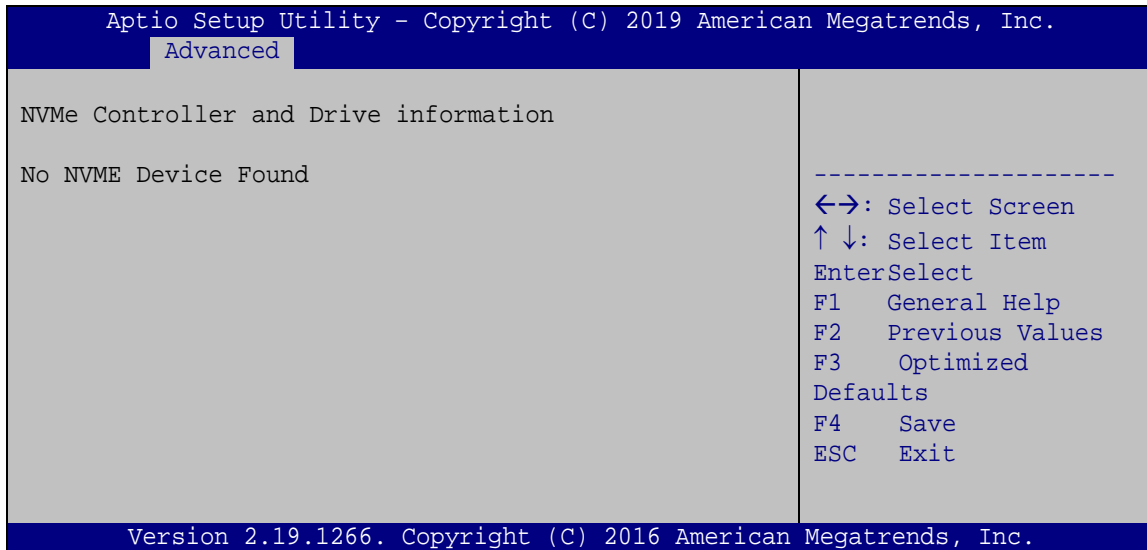 Aptio Setup Utility – Copyright (C) 2019 American Megatrends, Inc.
Advanced
NVMe Controller and Drive information
No NVME Device Found
---------------------
←→: Select Screen
↑ ↓: Select Item
EnterSelect
F1 General Help
F2 Previous Values
F3 Optimized
Defaults
F4 Save
ESC Exit
Version 2.19.1266. Copyright (C) 2016 American Megatrends, Inc.